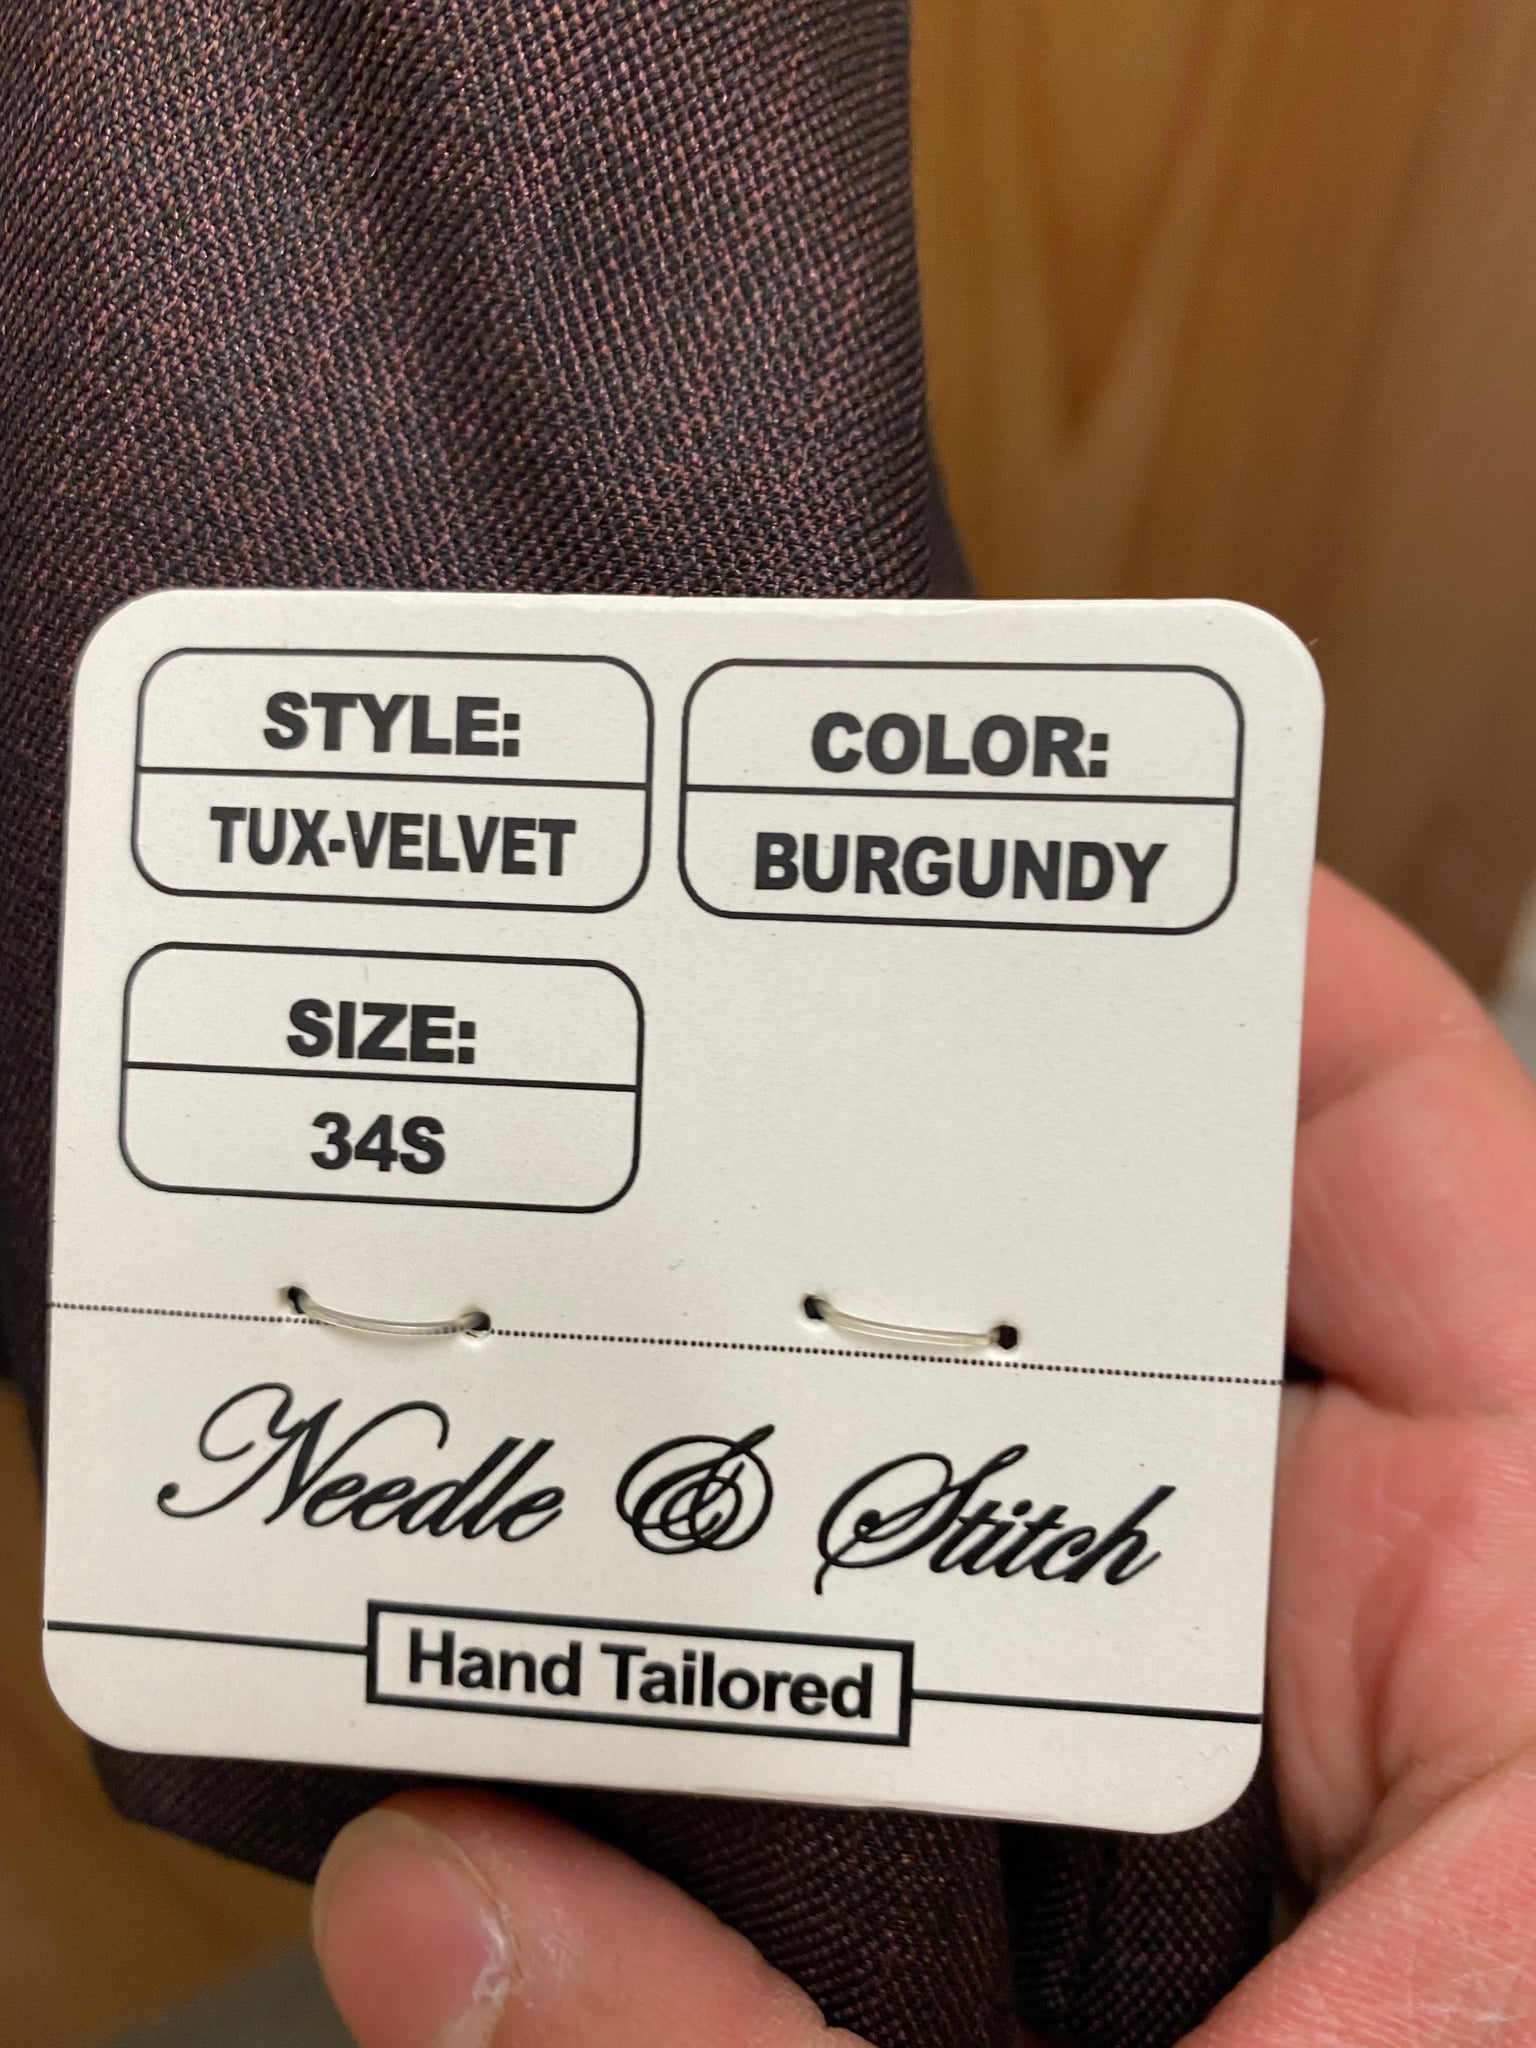 STYLE:
TUX-VELVET
COLOR:
BURGUNDY
SIZE:
34S
Needle & Stitch
Hand Tailored